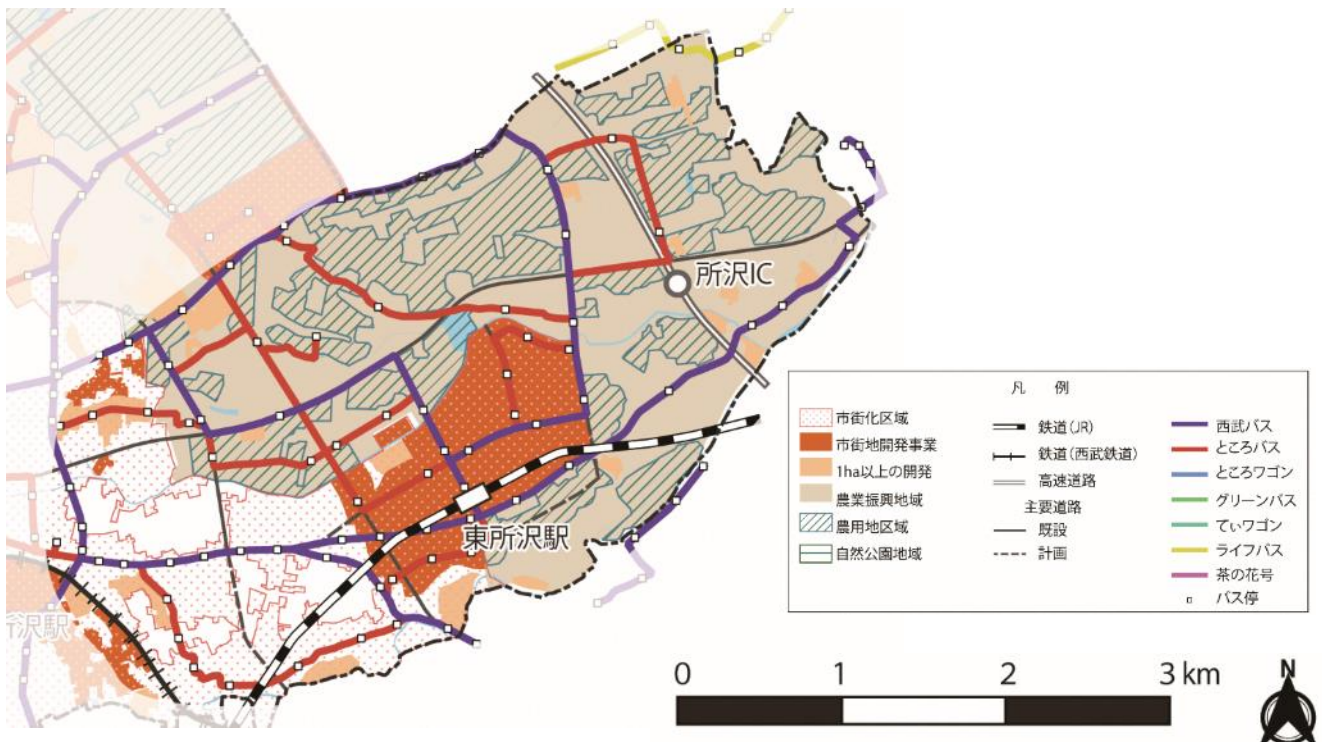 所沢IC
東所沢駅
所沢駅
凡 例
市街化区域
市街地開発事業
1ha以上の開発
農業振興地域
農用地区域
自然公園地域
鉄道(JR)
鉄道(西武鉄道)
高速道路
主要道路
既設
計画
西武バス
ところバス
ところワゴン
グリーンバス
てぃワゴン
ライフバス
茶の花号
バス停
0 1 2 3 km
N